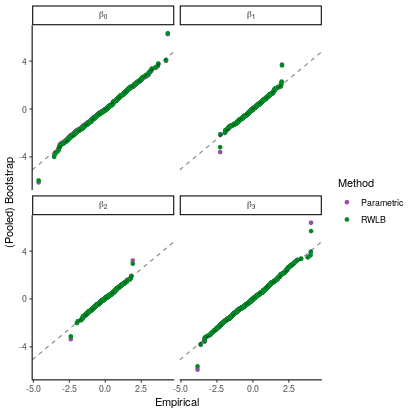 β0 β1
4
0
-4
β2 β3
4
0
-4
-5.0 -2.5 0.0 2.5 -5.0 -2.5 0.0 2.5
Empirical
(Pooled) Bootstrap
Method
Parametric
RWLB